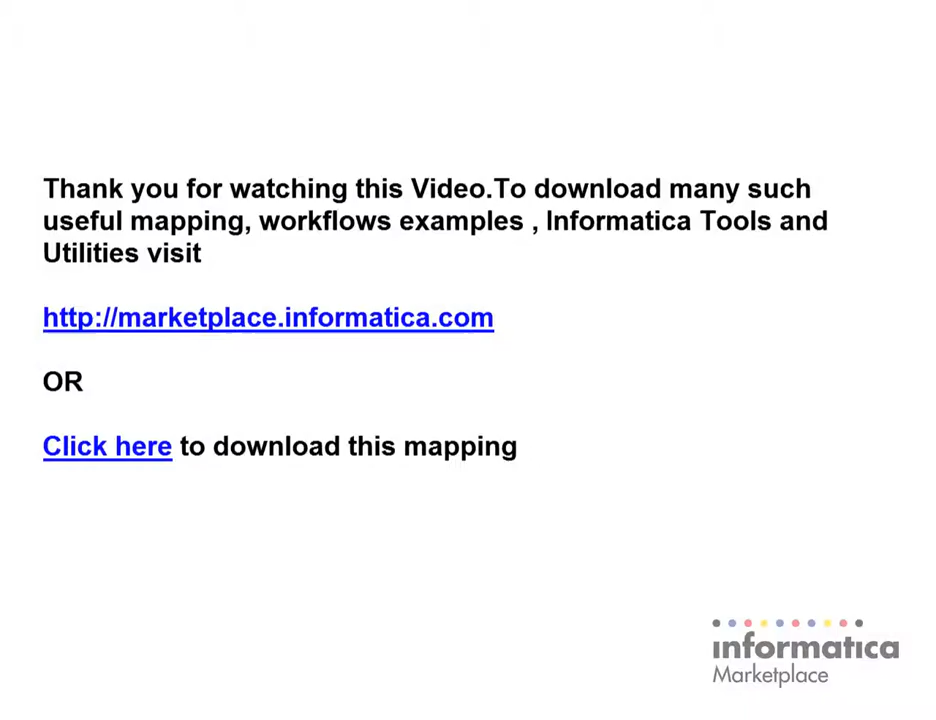 Thank you for watching this Video.To download many such
useful mapping, workflows examples , Informatica Tools and
Utilities visit
http://marketplace.informatica.com
OR
Click here to download this mapping
informatica
Marketplace